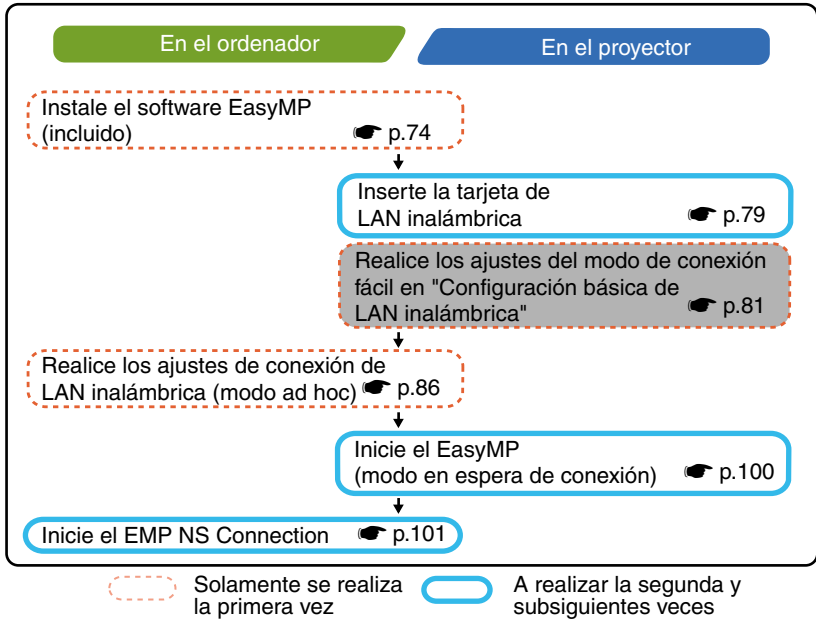 En el ordenador
En el proyector
Instale el software EasyMP
(incluido) p.74
Inserte la tarjeta de
LAN inalámbrica p.79
Realice los ajustes del modo de conexión
fácil en "Configuración básica de
LAN inalámbrica" p.81
Realice los ajustes de conexión de
LAN inalámbrica (modo ad hoc) p.86
Inicie el EasyMP
(modo en espera de conexión) p.100
Inicie el EMP NS Connection p.101
Solamente se realiza
la primera vez
A realizar la segunda y
subsiguientes veces